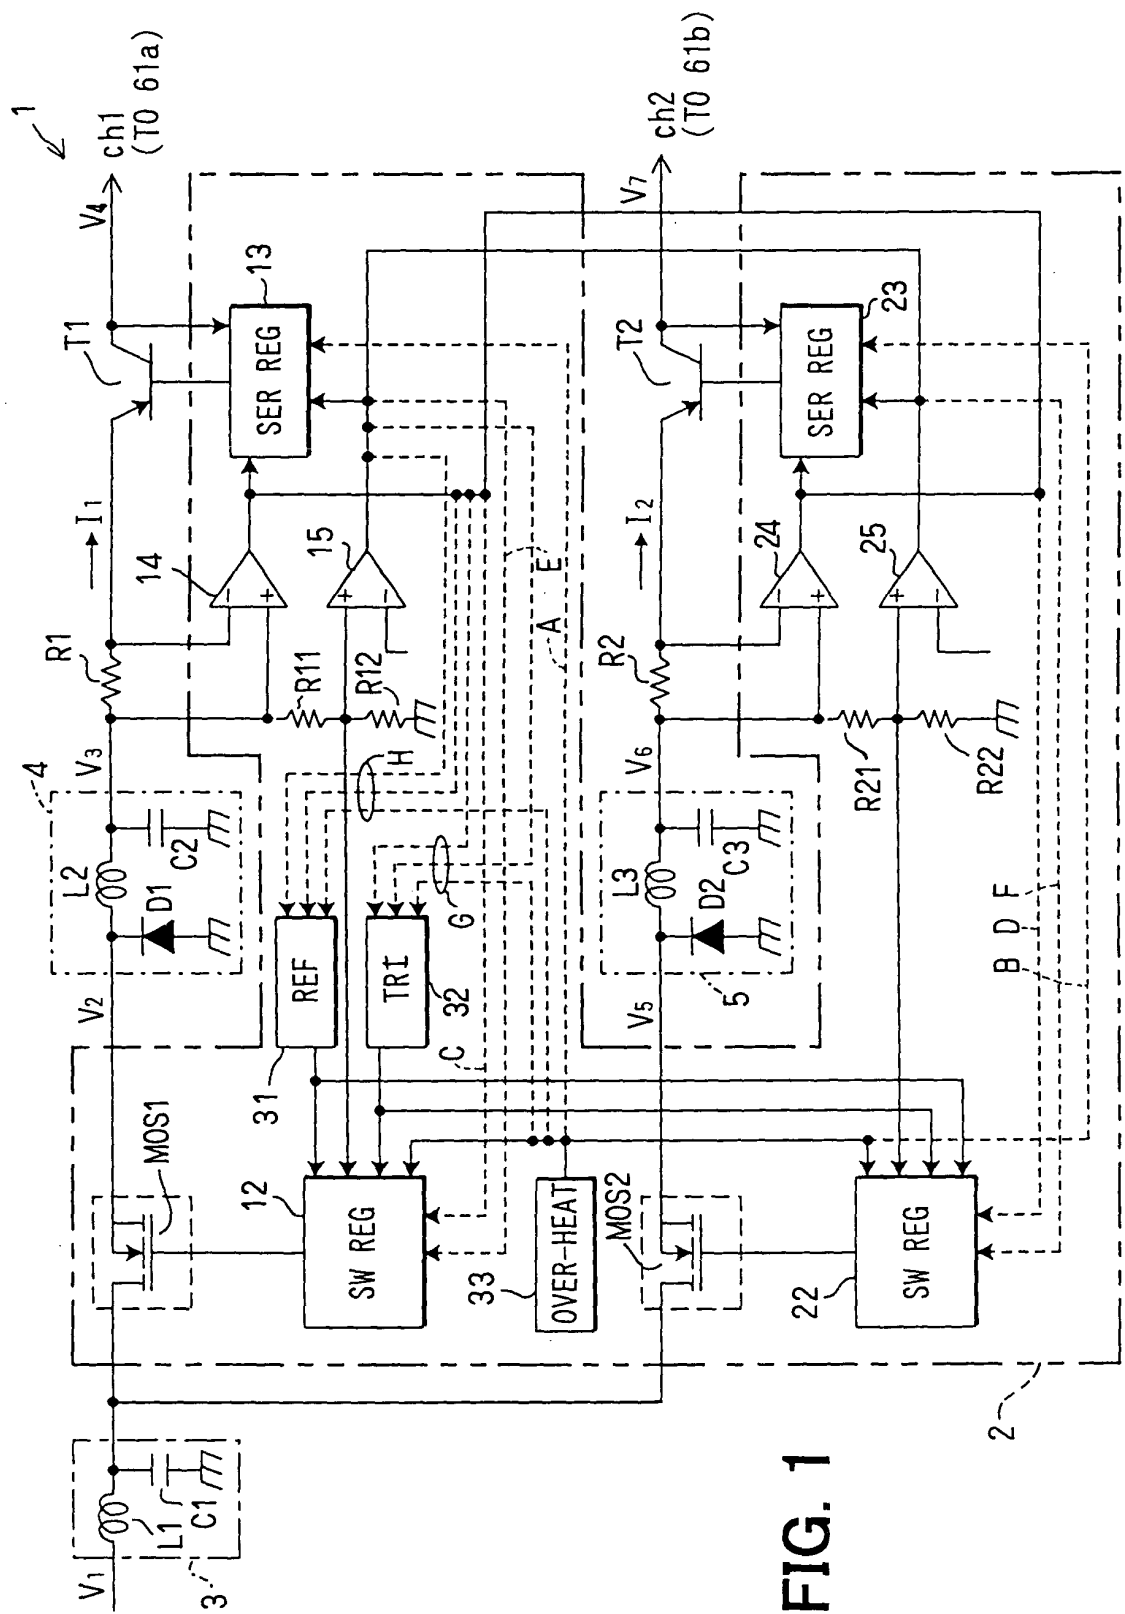 1
ch1
(TO 61a)
V4
T1
13
SER REG
I1
14
15
R1
R11
R12
V3
4
L2
C2
D1
V2
H
G
REF
31
TRI
32
C
A
E
MOS1
12
SW REG
33
OVER-HEAT
V1
L1
C1
3
ch2
(TO 61b)
V7
T2
23
SER REG
I2
24
25
R2
R21
R22
V6
L3
C3
D2
V5
5
B D F
MOS2
22
SW REG
2
FIG. 1